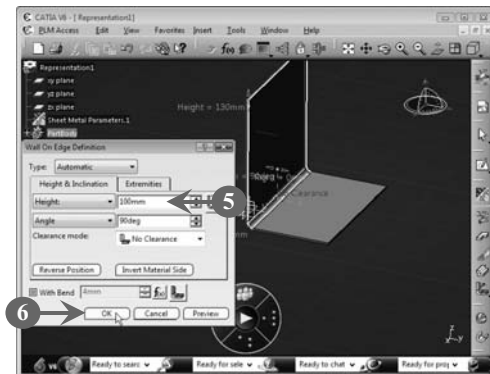 CATIA V6 - [Representation1]
PLM Access Edit View Favorites Insert Tools Window Help
Representation1
xy plane
yz plane
zx plane
Sheet Metal Parameters.1
PartBody
Height = 130mm
Clearance
Wall On Edge Definition
Type: Automatic
Height & Inclination Extremities
Height: 100mm
5
Angle 90deg
Clearance mode: No Clearance
Reverse Position Invert Material Side
With Bend 4mm f(x)
6
OK Cancel Preview
z
x y
V6 Ready to searc Ready for sele Ready to chat Ready for proj